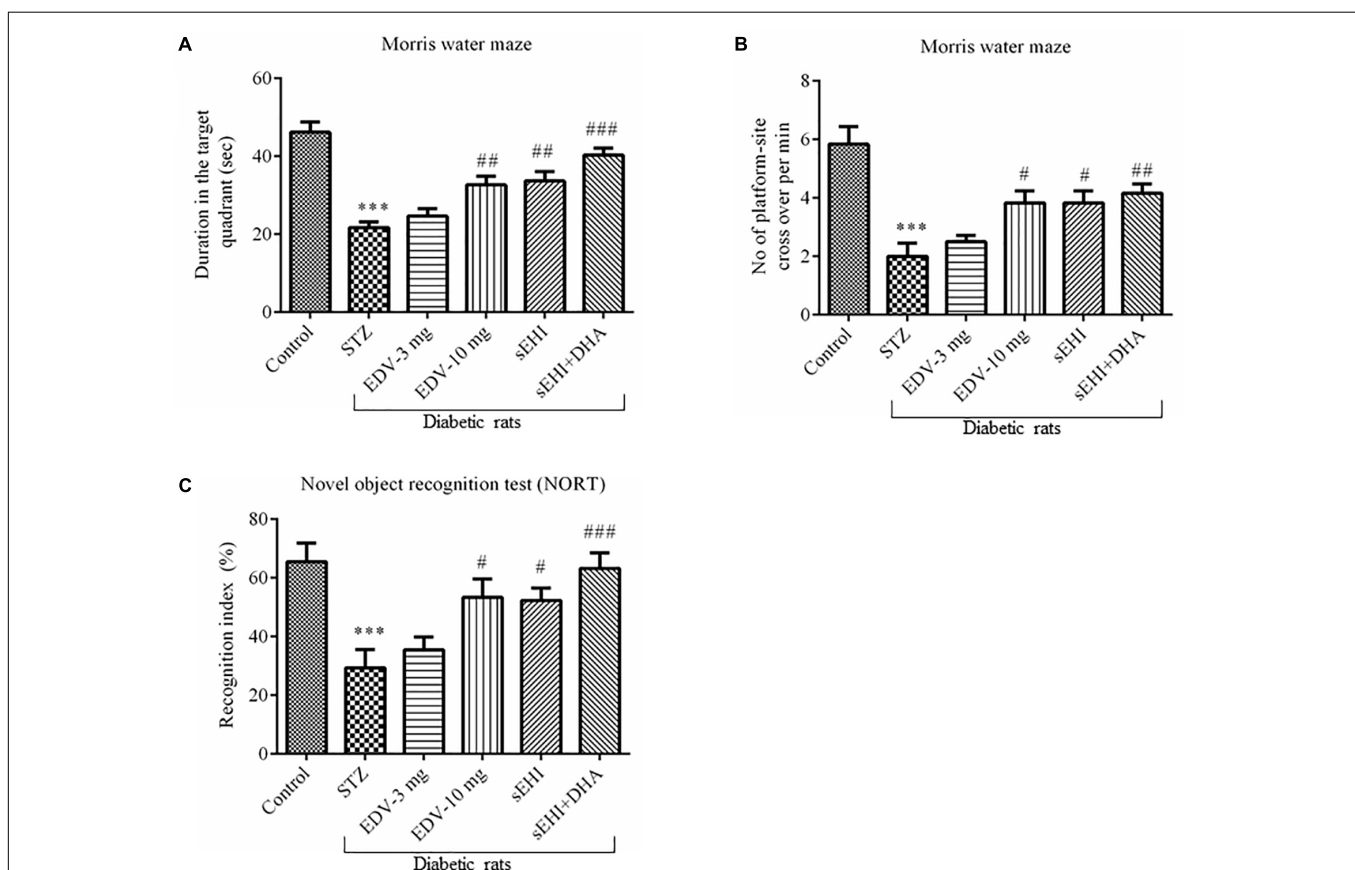 A
Morris water maze
Duration in the target
quadrant (sec)
60
40
20
0
***
##
##
###
Control
STZ
EDV-3 mg
EDV-10 mg
sEHI
sEHI+DHA
Diabetic rats
B
Morris water maze
No of platform-site
cross over per min
8
6
4
2
0
***
#
#
##
Control
STZ
EDV-3 mg
EDV-10 mg
sEHI
sEHI+DHA
Diabetic rats
C
Novel object recognition test (NORT)
Recognition index (%)
80
60
40
20
0
***
#
#
###
Control
STZ
EDV-3 mg
EDV-10 mg
sEHI
sEHI+DHA
Diabetic rats